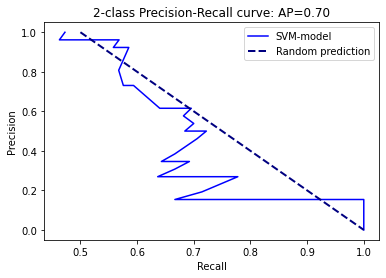 2-class Precision-Recall curve: AP=0.70
SVM-model
Random prediction
Precision
1.0
0.8
0.6
0.4
0.2
0.0
0.5
0.6
0.7
0.8
0.9
1.0
Recall